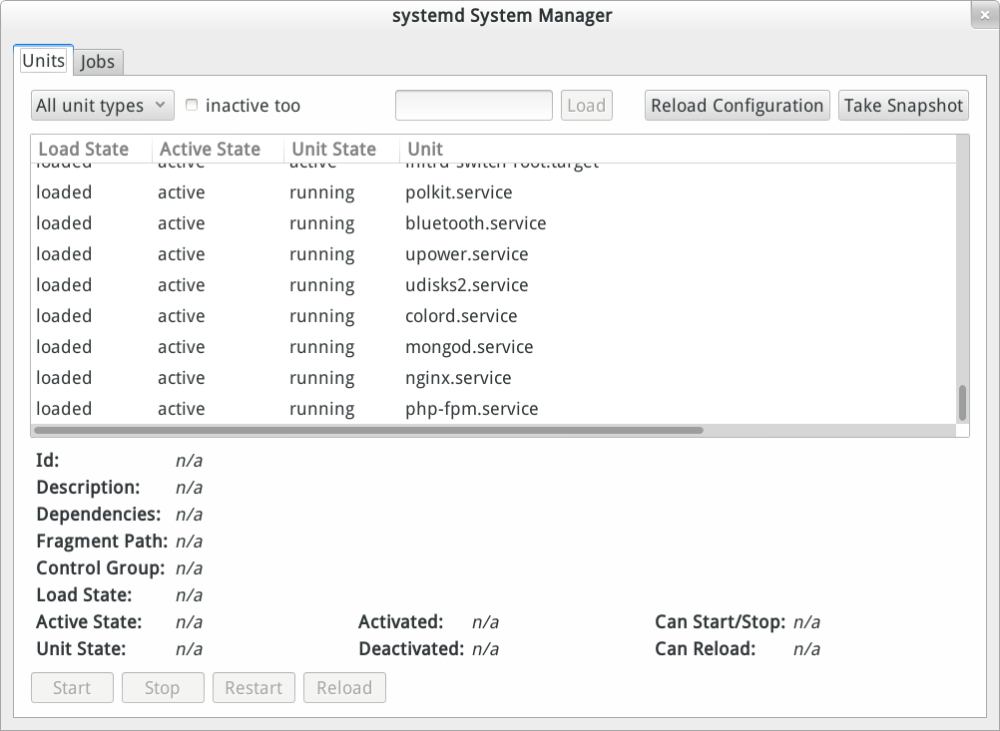 systemd System Manager
Units Jobs
All unit types inactive too Load Reload Configuration Take Snapshot
Load State Active State Unit State Unit
loaded active active initrd-switch-root.target
loaded active running polkit.service
loaded active running bluetooth.service
loaded active running upower.service
loaded active running udisks2.service
loaded active running colord.service
loaded active running mongod.service
loaded active running nginx.service
loaded active running php-fpm.service
Id: n/a
Description: n/a
Dependencies: n/a
Fragment Path: n/a
Control Group: n/a
Load State: n/a
Active State: n/a Activated: n/a Can Start/Stop: n/a
Unit State: n/a Deactivated: n/a Can Reload: n/a
Start Stop Restart Reload